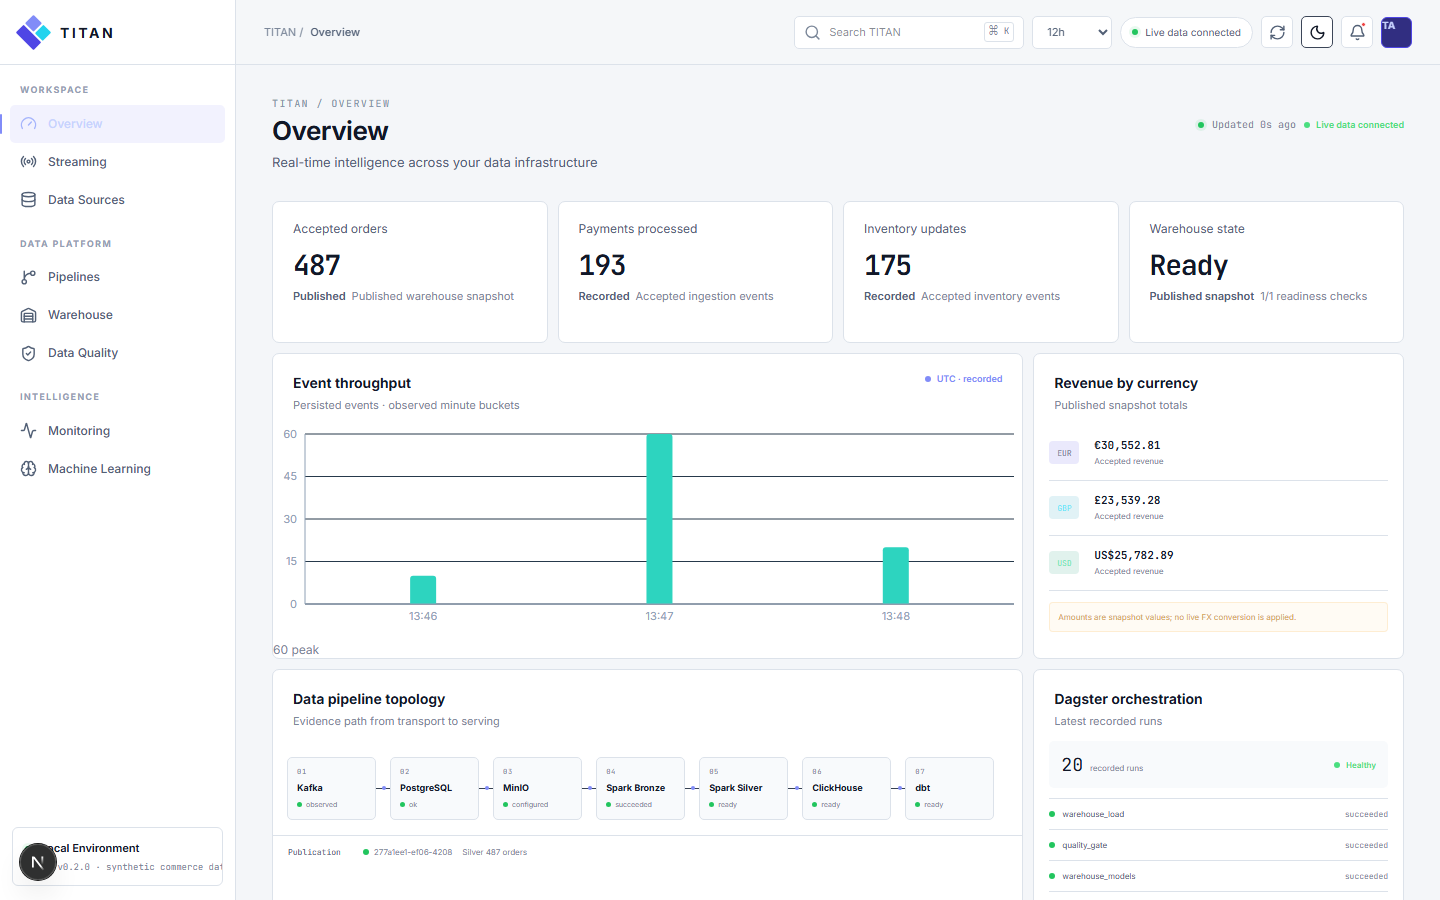 TITAN
TITAN / Overview
Search TITAN
⌘ K
12h
Live data connected
TA
WORKSPACE
Overview
Streaming
Data Sources
DATA PLATFORM
Pipelines
Warehouse
Data Quality
INTELLIGENCE
Monitoring
Machine Learning
TITAN / OVERVIEW
Overview
Real-time intelligence across your data infrastructure
Updated 0s ago
Live data connected
Accepted orders
487
Published Published warehouse snapshot
Payments processed
193
Recorded Accepted ingestion events
Inventory updates
175
Recorded Accepted inventory events
Warehouse state
Ready
Published snapshot 1/1 readiness checks
Event throughput
UTC · recorded
Persisted events · observed minute buckets
60
45
30
15
0
13:46
13:47
13:48
60 peak
Revenue by currency
Published snapshot totals
EUR
€30,552.81
Accepted revenue
GBP
£23,539.28
Accepted revenue
USD
US$25,782.89
Accepted revenue
Amounts are snapshot values; no live FX conversion is applied.
Data pipeline topology
Evidence path from transport to serving
01
Kafka
observed
02
PostgreSQL
ok
03
MinIO
configured
04
Spark Bronze
succeeded
05
Spark Silver
ready
06
ClickHouse
ready
07
dbt
ready
Publication
277a1ee1-ef06-4208
Silver 487 orders
Dagster orchestration
Latest recorded runs
20 recorded runs
Healthy
warehouse_load
succeeded
quality_gate
succeeded
warehouse_models
succeeded
ocal Environment
v0.2.0 · synthetic commerce dat
N